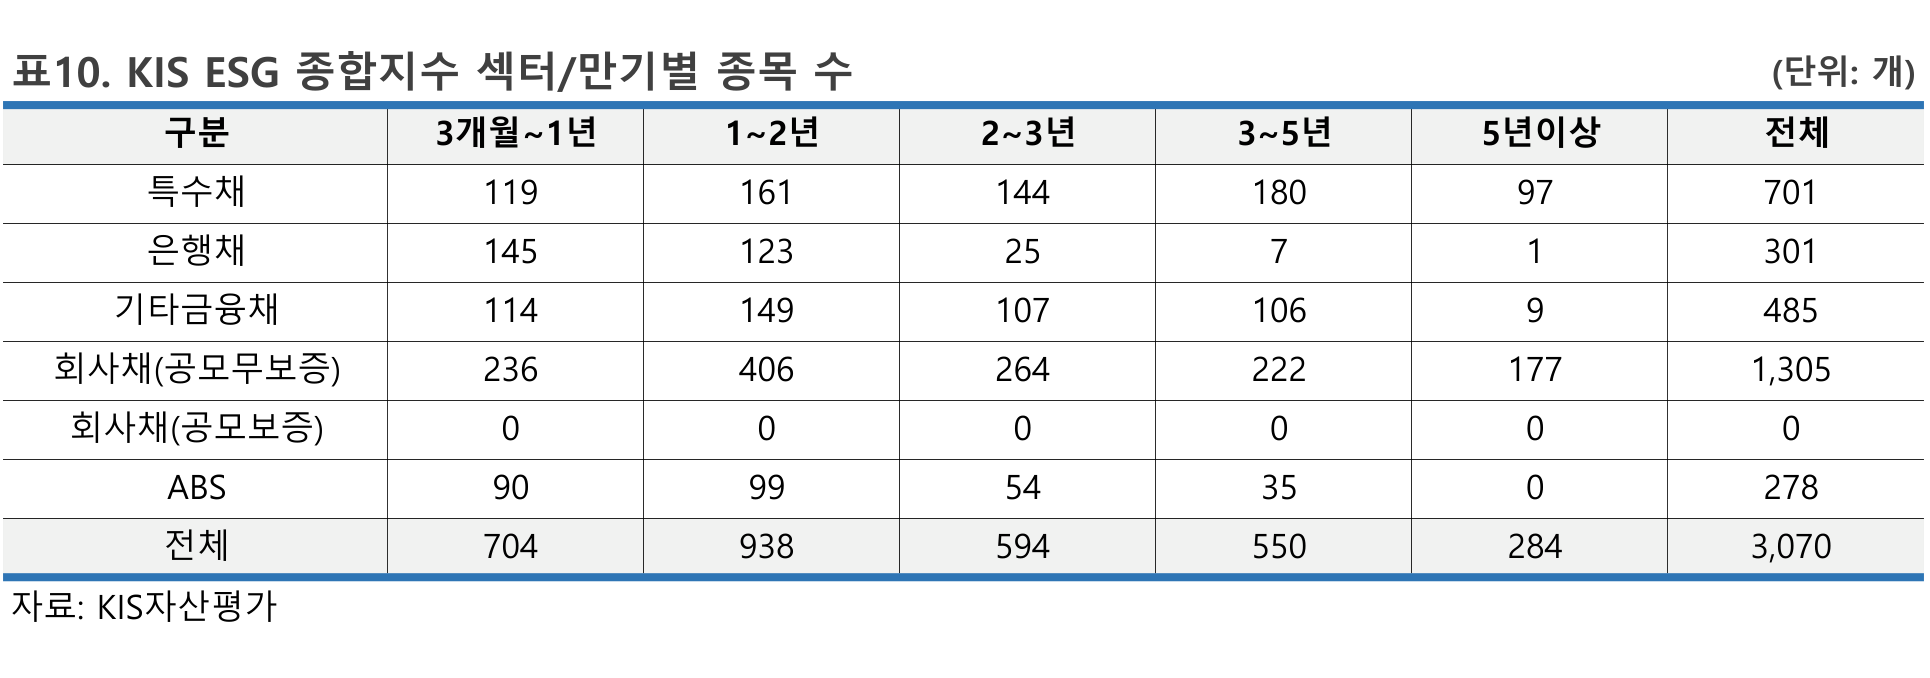 표10. KIS ESG 종합지수 섹터/만기별 종목 수 (단위: 개)
구분 3개월~1년 1~2년 2~3년 3~5년 5년이상 전체
특수채 119 161 144 180 97 701
은행채 145 123 25 7 1 301
기타금융채 114 149 107 106 9 485
회사채(공모무보증) 236 406 264 222 177 1,305
회사채(공모보증) 0 0 0 0 0 0
ABS 90 99 54 35 0 278
전체 704 938 594 550 284 3,070
자료: KIS자산평가